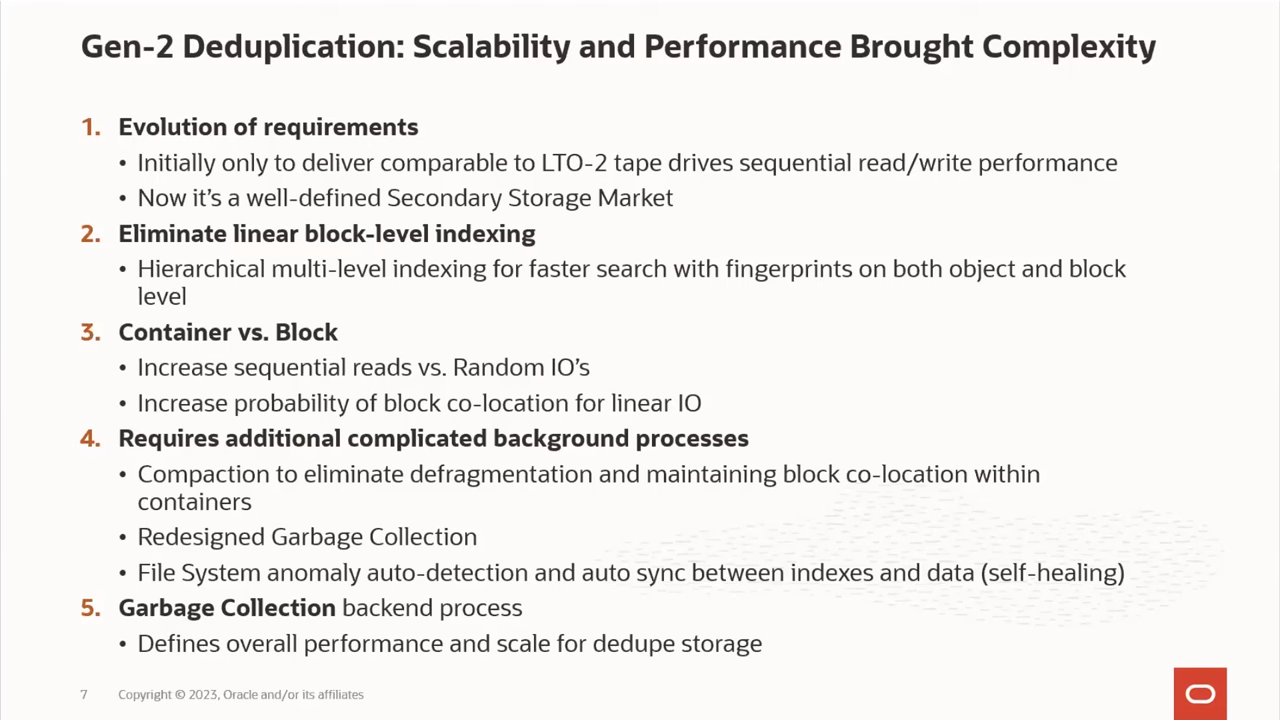 Gen-2 Deduplication: Scalability and Performance Brought Complexity
1. Evolution of requirements
• Initially only to deliver comparable to LTO-2 tape drives sequential read/write performance
• Now it's a well-defined Secondary Storage Market
2. Eliminate linear block-level indexing
• Hierarchical multi-level indexing for faster search with fingerprints on both object and block
level
3. Container vs. Block
• Increase sequential reads vs. Random IO's
• Increase probability of block co-location for linear IO
4. Requires additional complicated background processes
• Compaction to eliminate defragmentation and maintaining block co-location within
containers
• Redesigned Garbage Collection
• File System anomaly auto-detection and auto sync between indexes and data (self-healing)
5. Garbage Collection backend process
• Defines overall performance and scale for dedupe storage
7 Copyright © 2023, Oracle and/or its affiliates